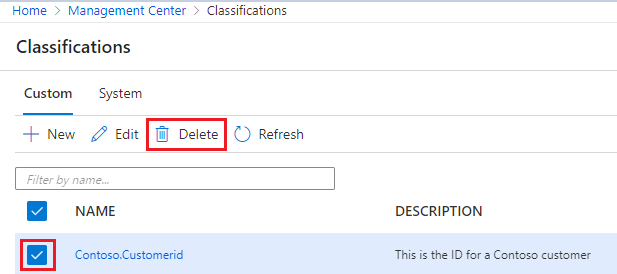 Home > Management Center > Classifications
Classifications
Custom System
New Edit Delete Refresh
Filter by name...
NAME DESCRIPTION
Contoso.Customerid This is the ID for a Contoso customer